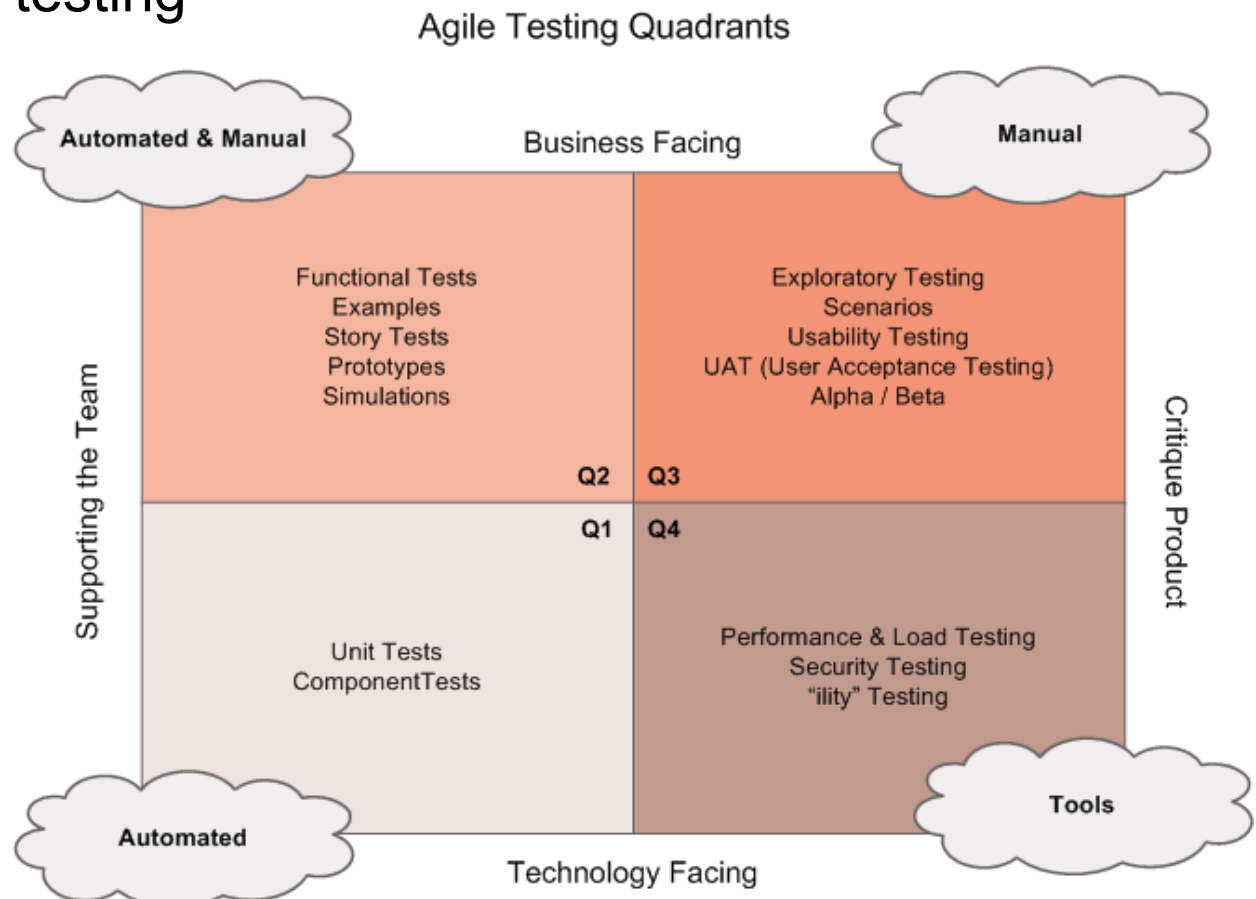 testing
Agile Testing Quadrants
Automated & Manual
Business Facing
Manual
Functional Tests
Examples
Story Tests
Prototypes
Simulations
Q2
Exploratory Testing
Scenarios
Usability Testing
UAT (User Acceptance Testing)
Alpha / Beta
Q3
Supporting the Team
Critique Product
Q1
Unit Tests
ComponentTests
Q4
Performance & Load Testing
Security Testing
“ility” Testing
Automated
Technology Facing
Tools